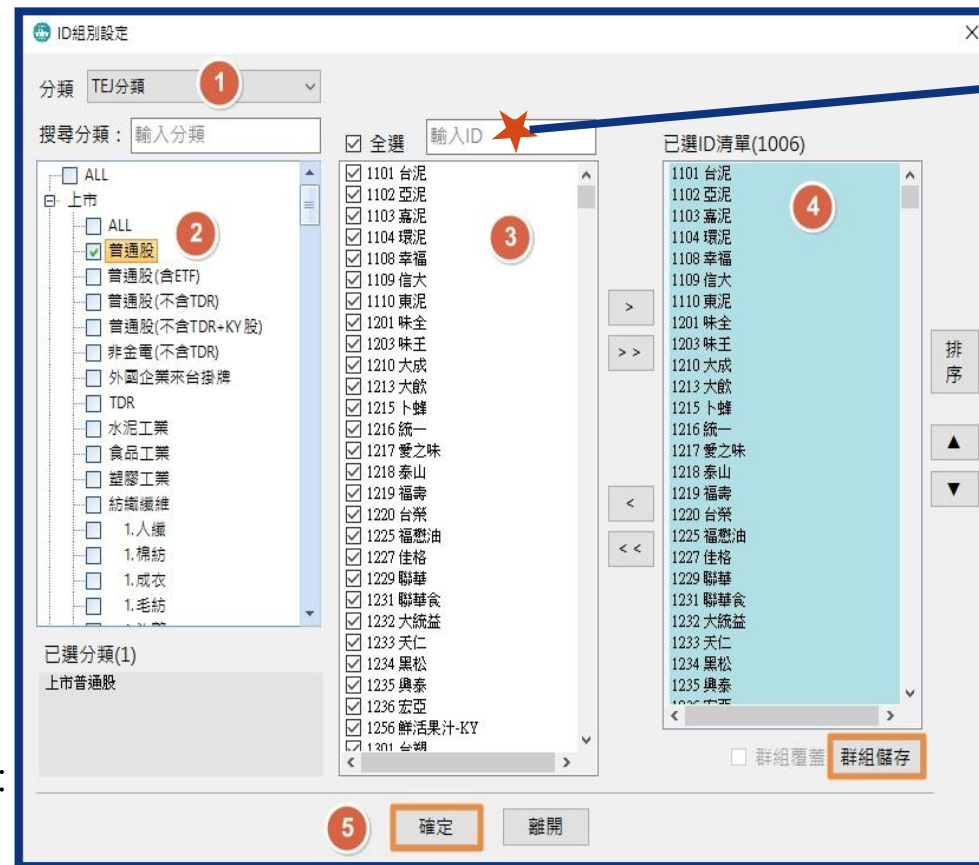 ID組別設定
×
分類 TEJ分類
1
搜尋分類： 輸入分類
ALL
上市
ALL
2
普通股
普通股(含ETF)
普通股(不含TDR)
普通股(不含TDR+KY股)
非金電(不含TDR)
外國企業來台掛牌
TDR
水泥工業
食品工業
塑膠工業
紡織纖維
1.人纖
1.棉紡
1.成衣
1.毛紡
已選分類(1)
上市普通股
全選 輸入ID
3
1101 台泥
1102 亞泥
1103 嘉泥
1104 環泥
1108 幸福
1109 信大
1110 東泥
1201 味全
1203 味王
1210 大成
1213 大飲
1215 卜蜂
1216 統一
1217 愛之味
1218 泰山
1219 福壽
1220 台榮
1225 福懋油
1227 佳格
1229 聯華
1231 聯華食
1232 大統益
1233 天仁
1234 黑松
1235 興泰
1236 宏亞
1256 鮮活果汁-KY
1301 台塑
>
>>
<
<<
已選ID清單(1006)
4
1101 台泥
1102 亞泥
1103 嘉泥
1104 環泥
1108 幸福
1109 信大
1110 東泥
1201 味全
1203 味王
1210 大成
1213 大飲
1215 卜蜂
1216 統一
1217 愛之味
1218 泰山
1219 福壽
1220 台榮
1225 福懋油
1227 佳格
1229 聯華
1231 聯華食
1232 大統益
1233 天仁
1234 黑松
1235 興泰
1236 宏亞
排
序
▲
▼
群組覆蓋 群組儲存
:
5 確定 離開